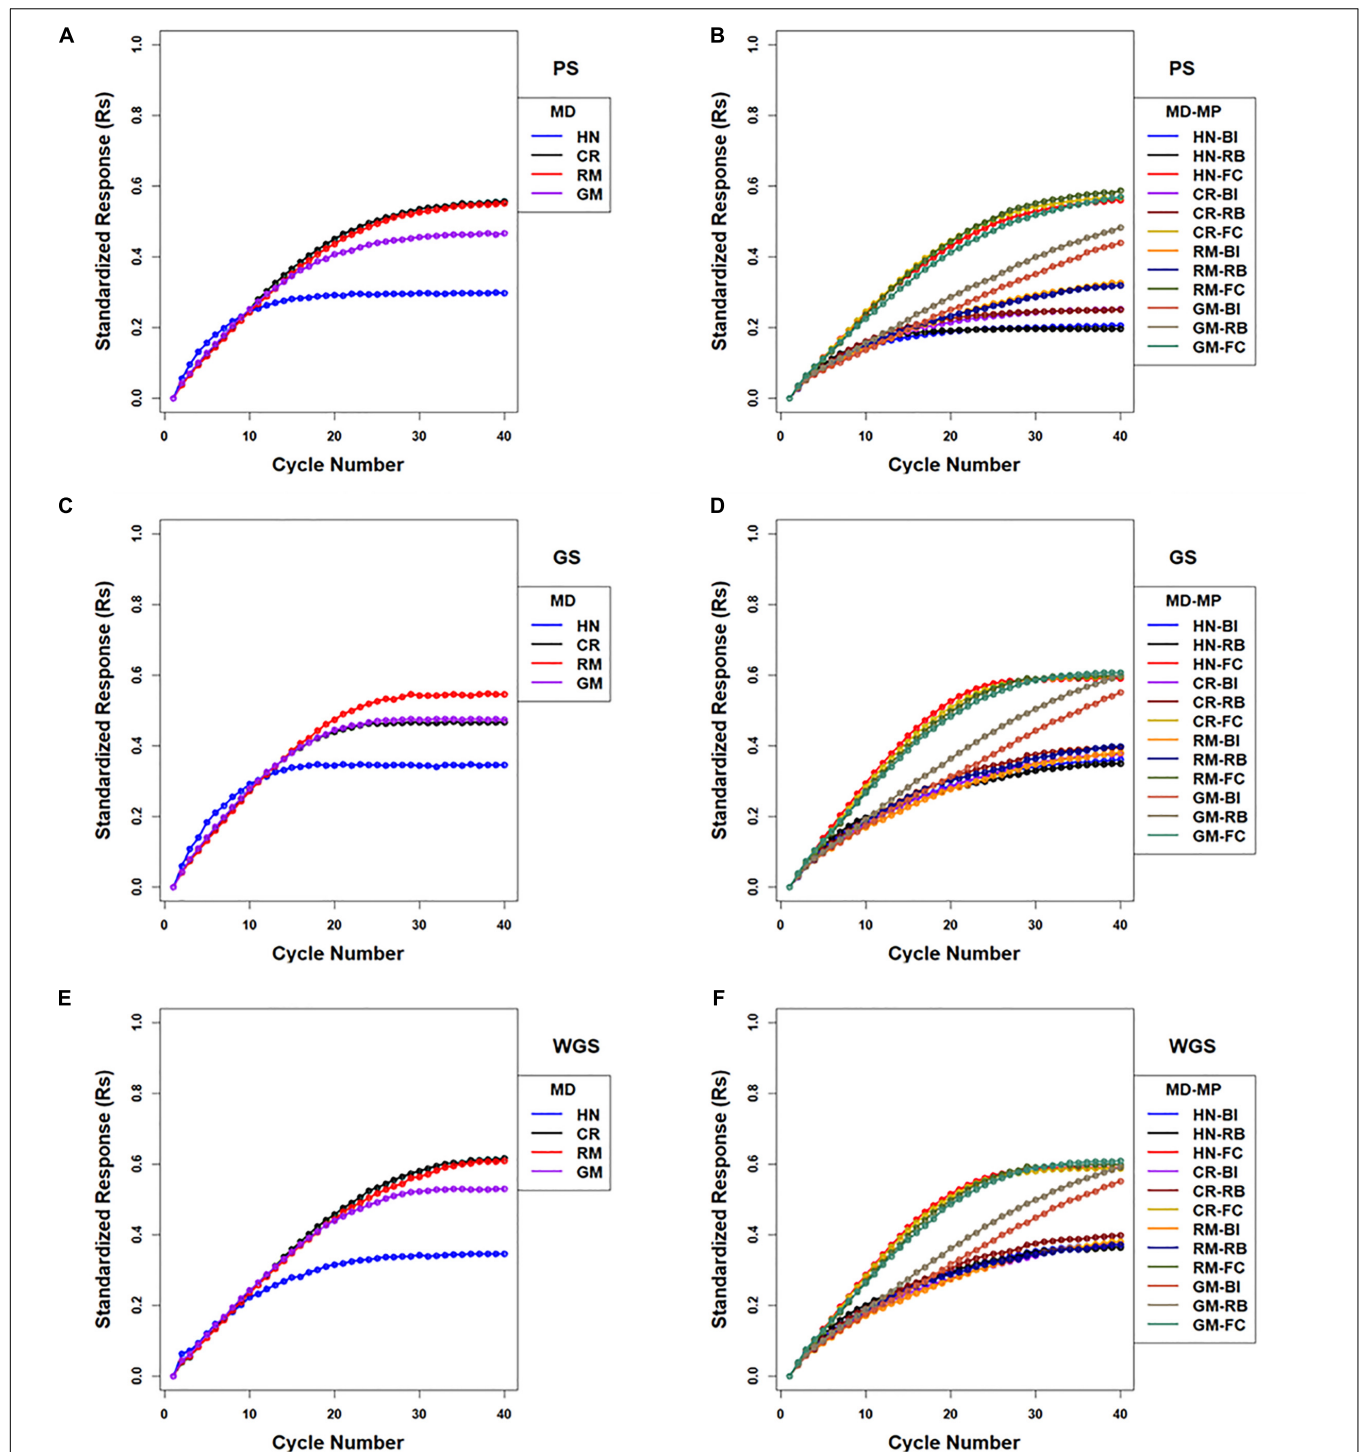 A
PS
MD
HN
CR
RM
GM
Standardized Response (Rs)
0.0 0.2 0.4 0.6 0.8 1.0
0 10 20 30 40
Cycle Number
B
PS
MD-MP
HN-BI
HN-RB
HN-FC
CR-BI
CR-RB
CR-FC
RM-BI
RM-RB
RM-FC
GM-BI
GM-RB
GM-FC
Standardized Response (Rs)
0.0 0.2 0.4 0.6 0.8 1.0
0 10 20 30 40
Cycle Number
C
GS
MD
HN
CR
RM
GM
Standardized Response (Rs)
0.0 0.2 0.4 0.6 0.8 1.0
0 10 20 30 40
Cycle Number
D
GS
MD-MP
HN-BI
HN-RB
HN-FC
CR-BI
CR-RB
CR-FC
RM-BI
RM-RB
RM-FC
GM-BI
GM-RB
GM-FC
Standardized Response (Rs)
0.0 0.2 0.4 0.6 0.8 1.0
0 10 20 30 40
Cycle Number
E
WGS
MD
HN
CR
RM
GM
Standardized Response (Rs)
0.0 0.2 0.4 0.6 0.8 1.0
0 10 20 30 40
Cycle Number
F
WGS
MD-MP
HN-BI
HN-RB
HN-FC
CR-BI
CR-RB
CR-FC
RM-BI
RM-RB
RM-FC
GM-BI
GM-RB
GM-FC
Standardized Response (Rs)
0.0 0.2 0.4 0.6 0.8 1.0
0 10 20 30 40
Cycle Number